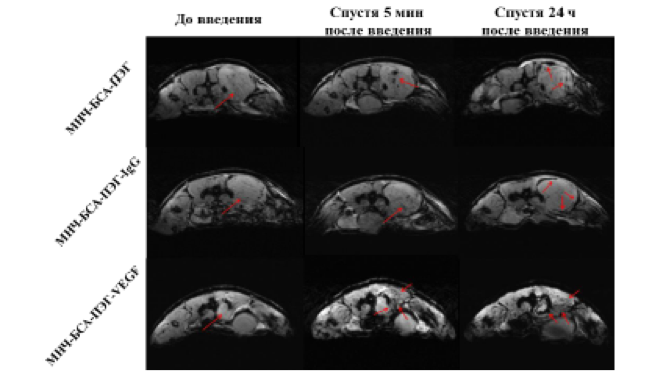 До введения
Спустя 5 мин
после введения
Спустя 24 ч
после введения
МНЧ-БСА-ПЭГ
МНЧ-БСА-ПЭГ-IgG
МНЧ-БСА-ПЭГ-VEGF